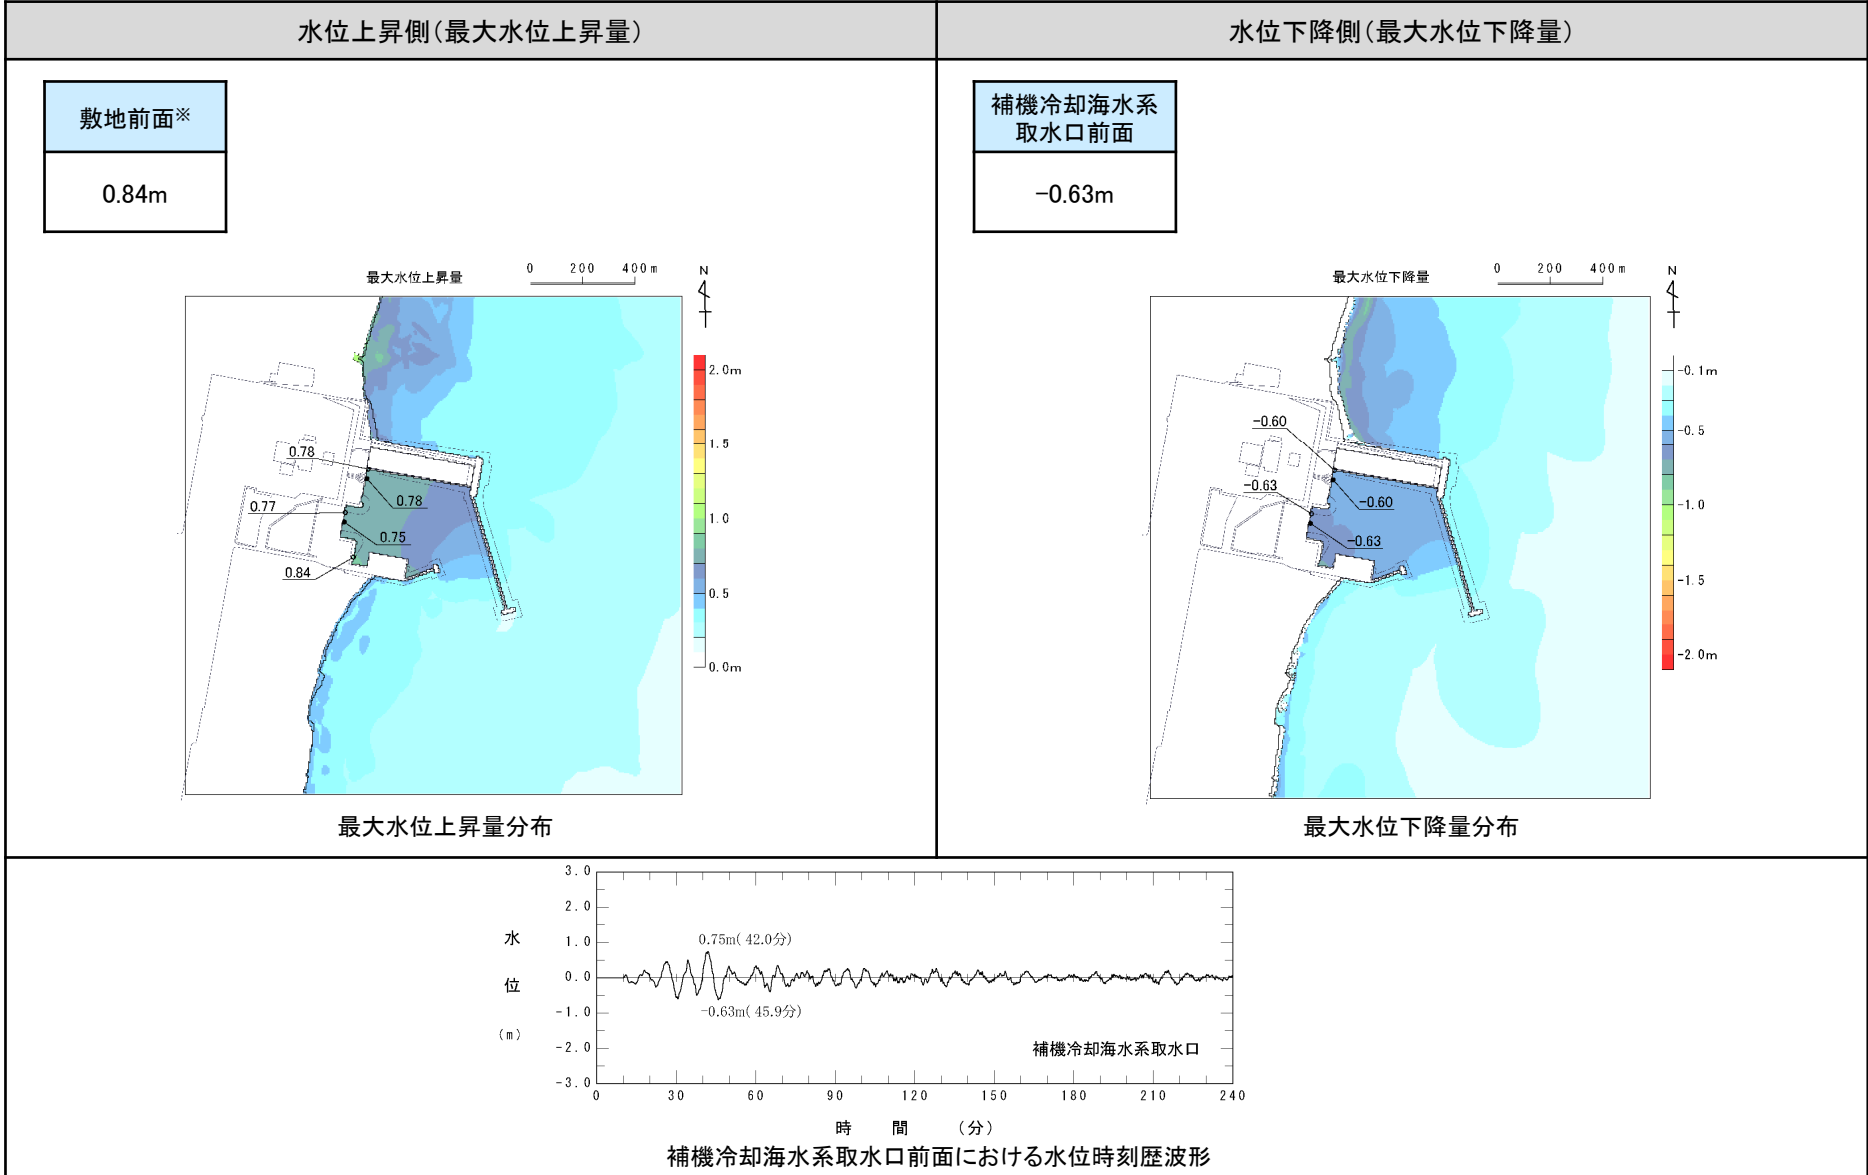 水位上昇側(最大水位上昇量)
水位下降側(最大水位下降量)
敷地前面※
0.84m
補機冷却海水系
取水口前面
-0.63m
最大水位上昇量
0 200 400m
N
2.0m
1.5
1.0
0.5
0.0m
0.78
0.78
0.77
0.75
0.84
最大水位上昇量分布
最大水位下降量
0 200 400m
N
-0.1m
-0.5
-1.0
-1.5
-2.0m
-0.60
-0.60
-0.63
-0.63
最大水位下降量分布
3.0
2.0
1.0
0.0
-1.0
-2.0
-3.0
水位(m)
0.75m(42.0分)
-0.63m(45.9分)
補機冷却海水系取水口
0 30 60 90 120 150 180 210 240
時 間 (分)
補機冷却海水系取水口前面における水位時刻歴波形